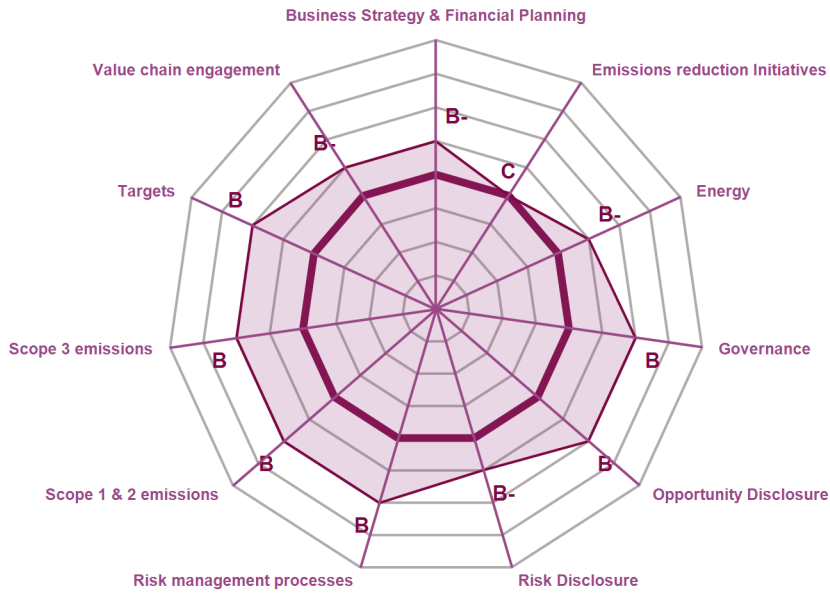 Business Strategy & Financial Planning
Value chain engagement
Emissions reduction Initiatives
B-
B-
C
Targets
B
B-
Energy
Scope 3 emissions
B
B
Governance
Scope 1 & 2 emissions
B
B
Opportunity Disclosure
B
B-
Risk management processes
Risk Disclosure